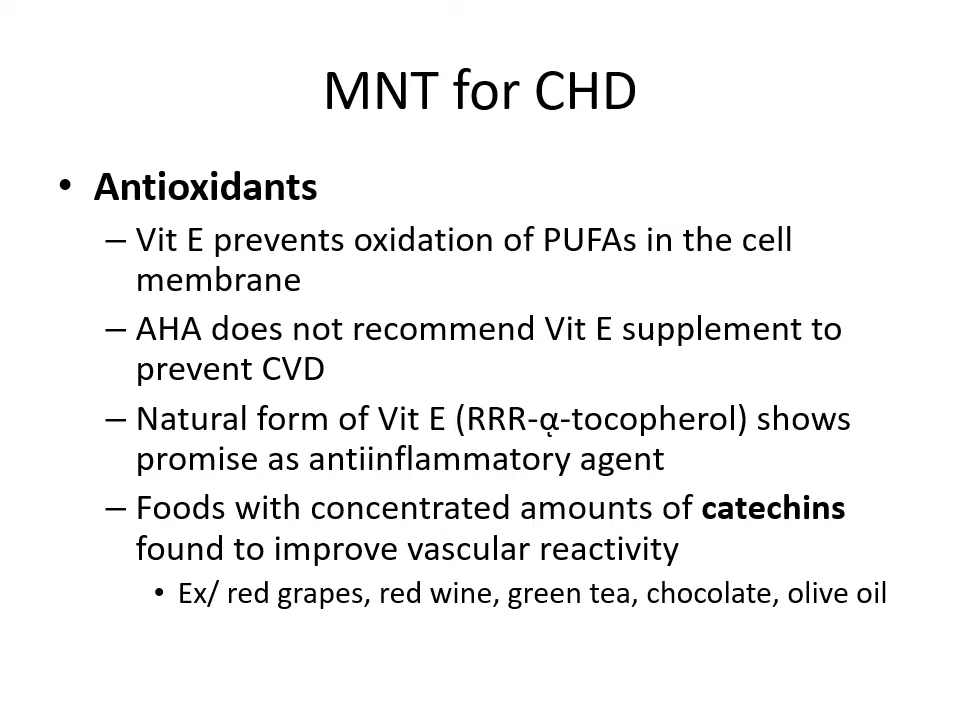 MNT for CHD
• Antioxidants
– Vit E prevents oxidation of PUFAs in the cell
membrane
– AHA does not recommend Vit E supplement to
prevent CVD
– Natural form of Vit E (RRR-ᾳ-tocopherol) shows
promise as antiinflammatory agent
– Foods with concentrated amounts of catechins
found to improve vascular reactivity
• Ex/ red grapes, red wine, green tea, chocolate, olive oil